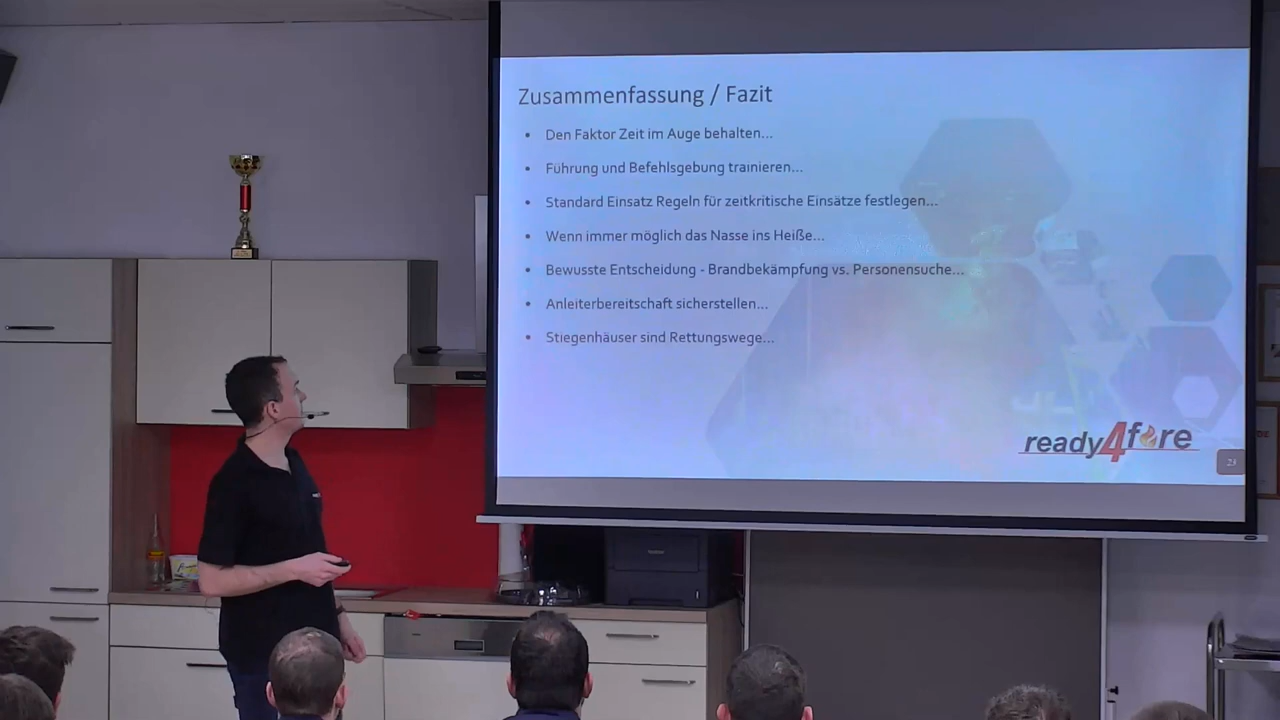 Zusammenfassung / Fazit
• Den Faktor Zeit im Auge behalten...
• Führung und Befehlsgebung trainieren...
• Standard Einsatz Regeln für zeitkritische Einsätze festlegen...
• Wenn immer möglich das Nasse ins Heiße...
• Bewusste Entscheidung - Brandbekämpfung vs. Personensuche...
• Anleiterbereitschaft sicherstellen...
• Stiegenhäuser sind Rettungswege...
ready4fire
23